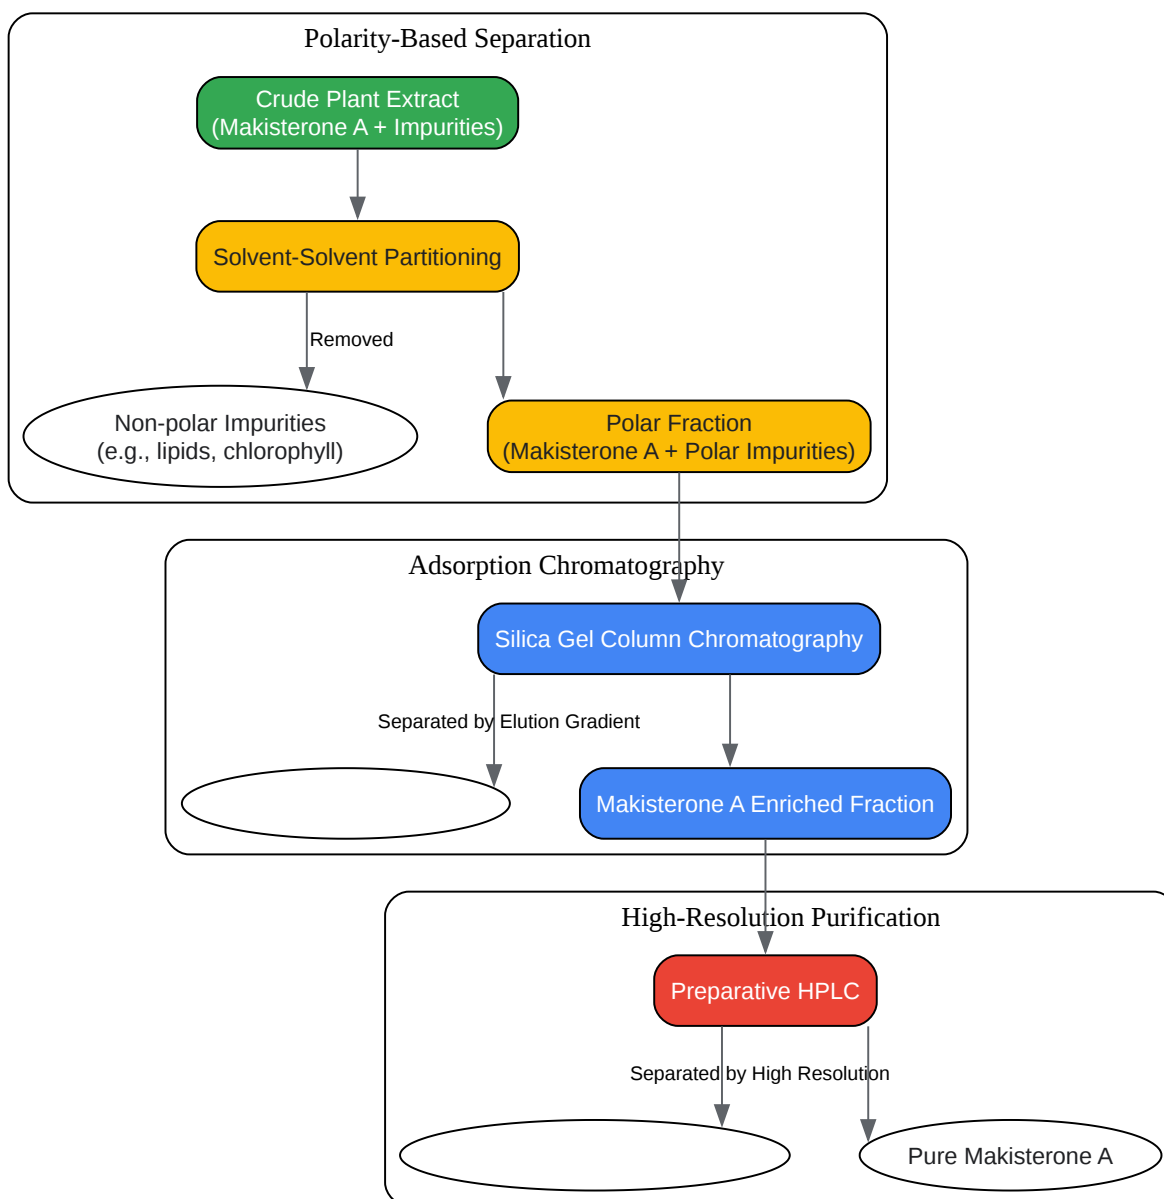 Polarity-Based Separation
Crude Plant Extract
(Makisterone A + Impurities)
Solvent-Solvent Partitioning
Removed
Non-polar Impurities
(e.g., lipids, chlorophyll)
Polar Fraction
(Makisterone A + Polar Impurities)
Adsorption Chromatography
Silica Gel Column Chromatography
Separated by Elution Gradient
Makisterone A Enriched Fraction
High-Resolution Purification
Preparative HPLC
Separated by High Resolution
Pure Makisterone A